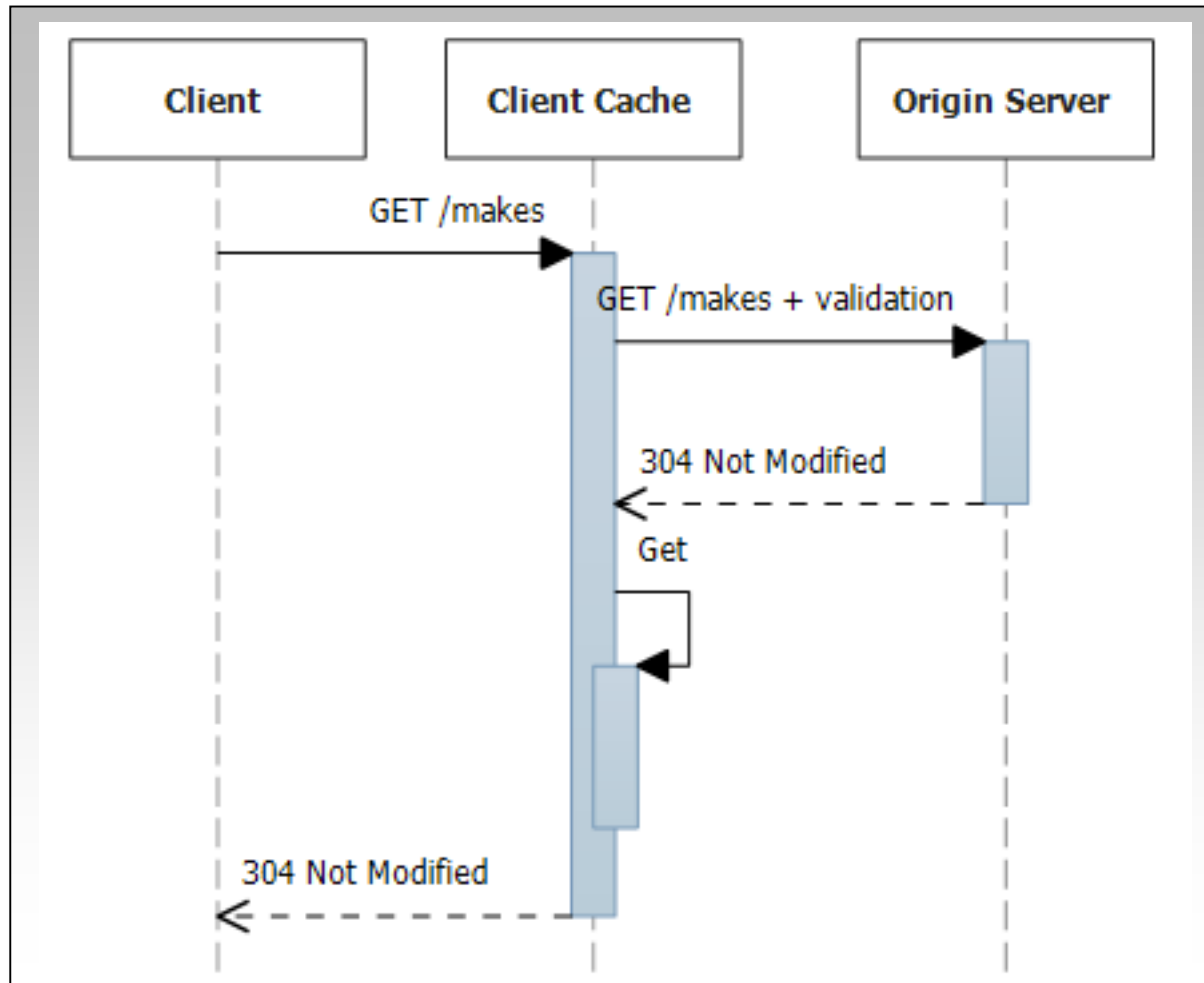 Client
Client Cache
Origin Server
GET /makes
GET /makes + validation
304 Not Modified
Get
304 Not Modified